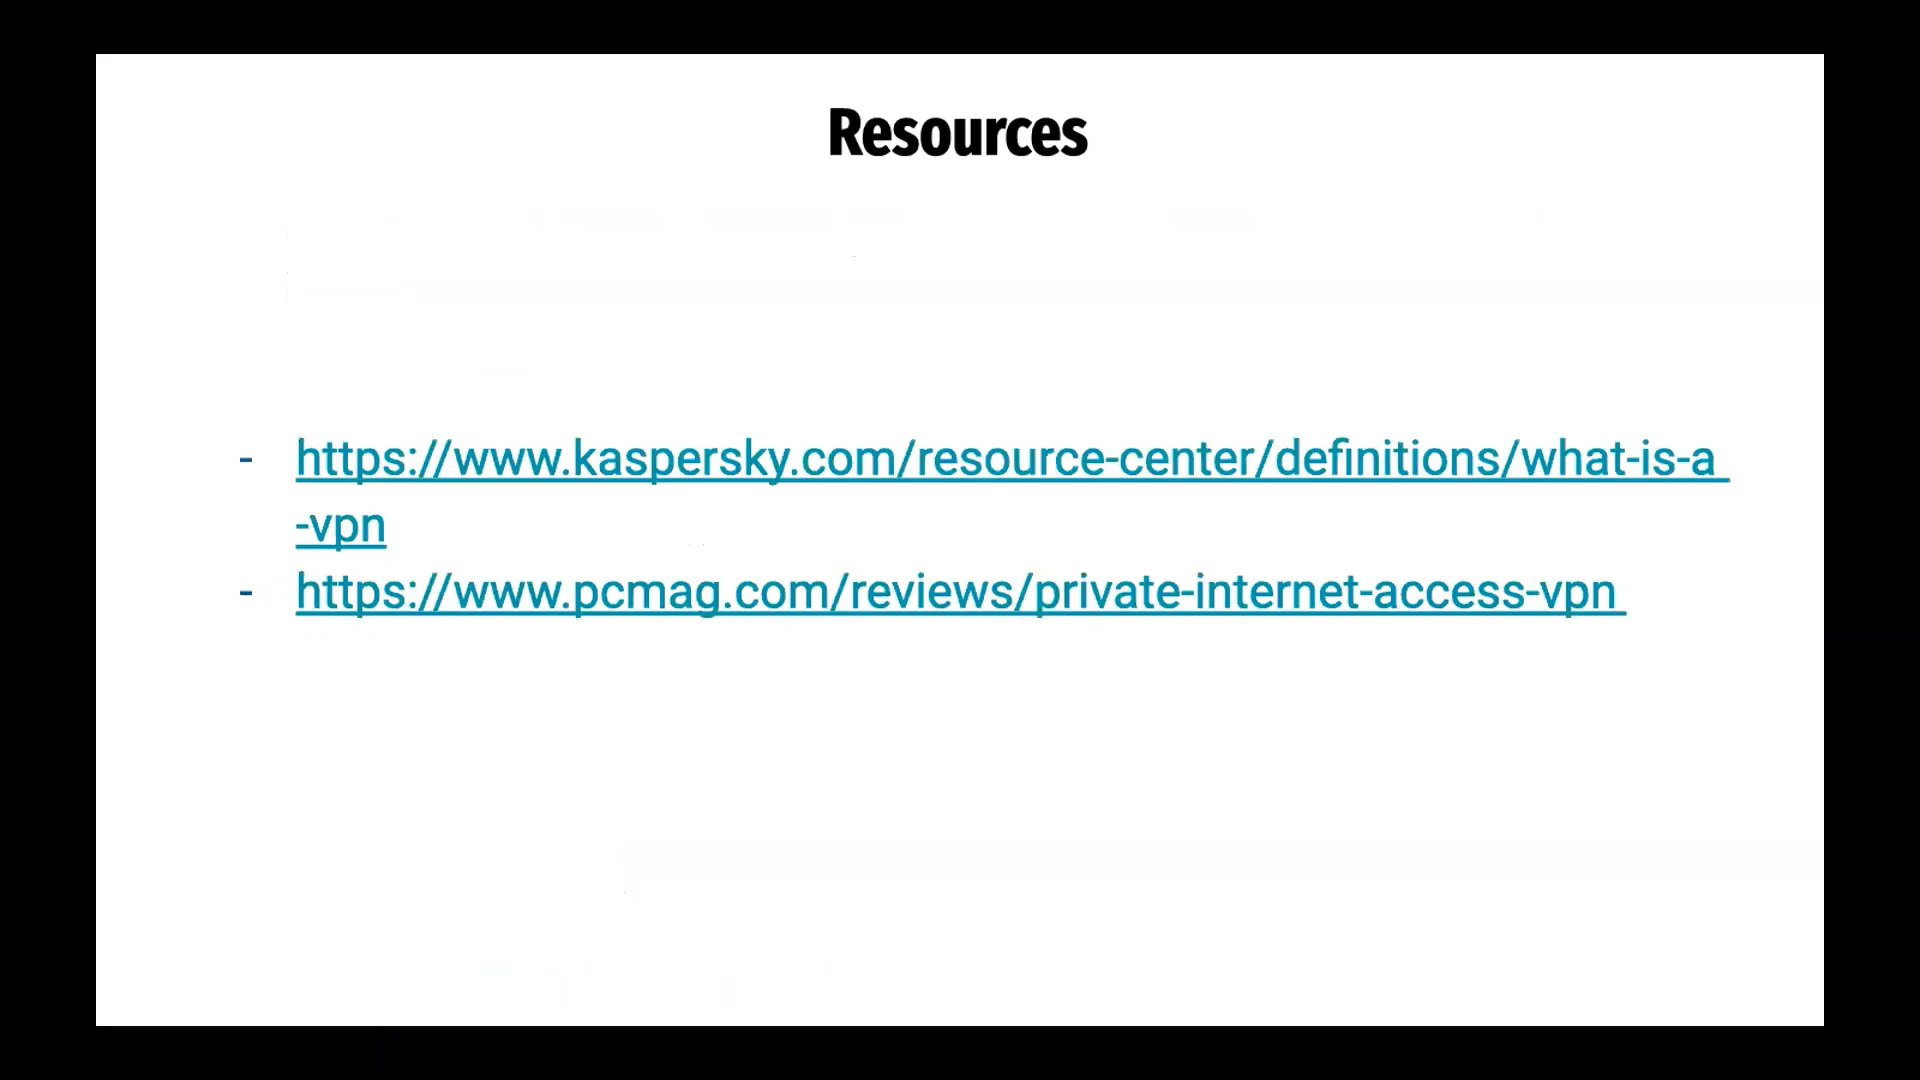 Resources
- https://www.kaspersky.com/resource-center/definitions/what-is-a
-vpn
- https://www.pcmag.com/reviews/private-internet-access-vpn